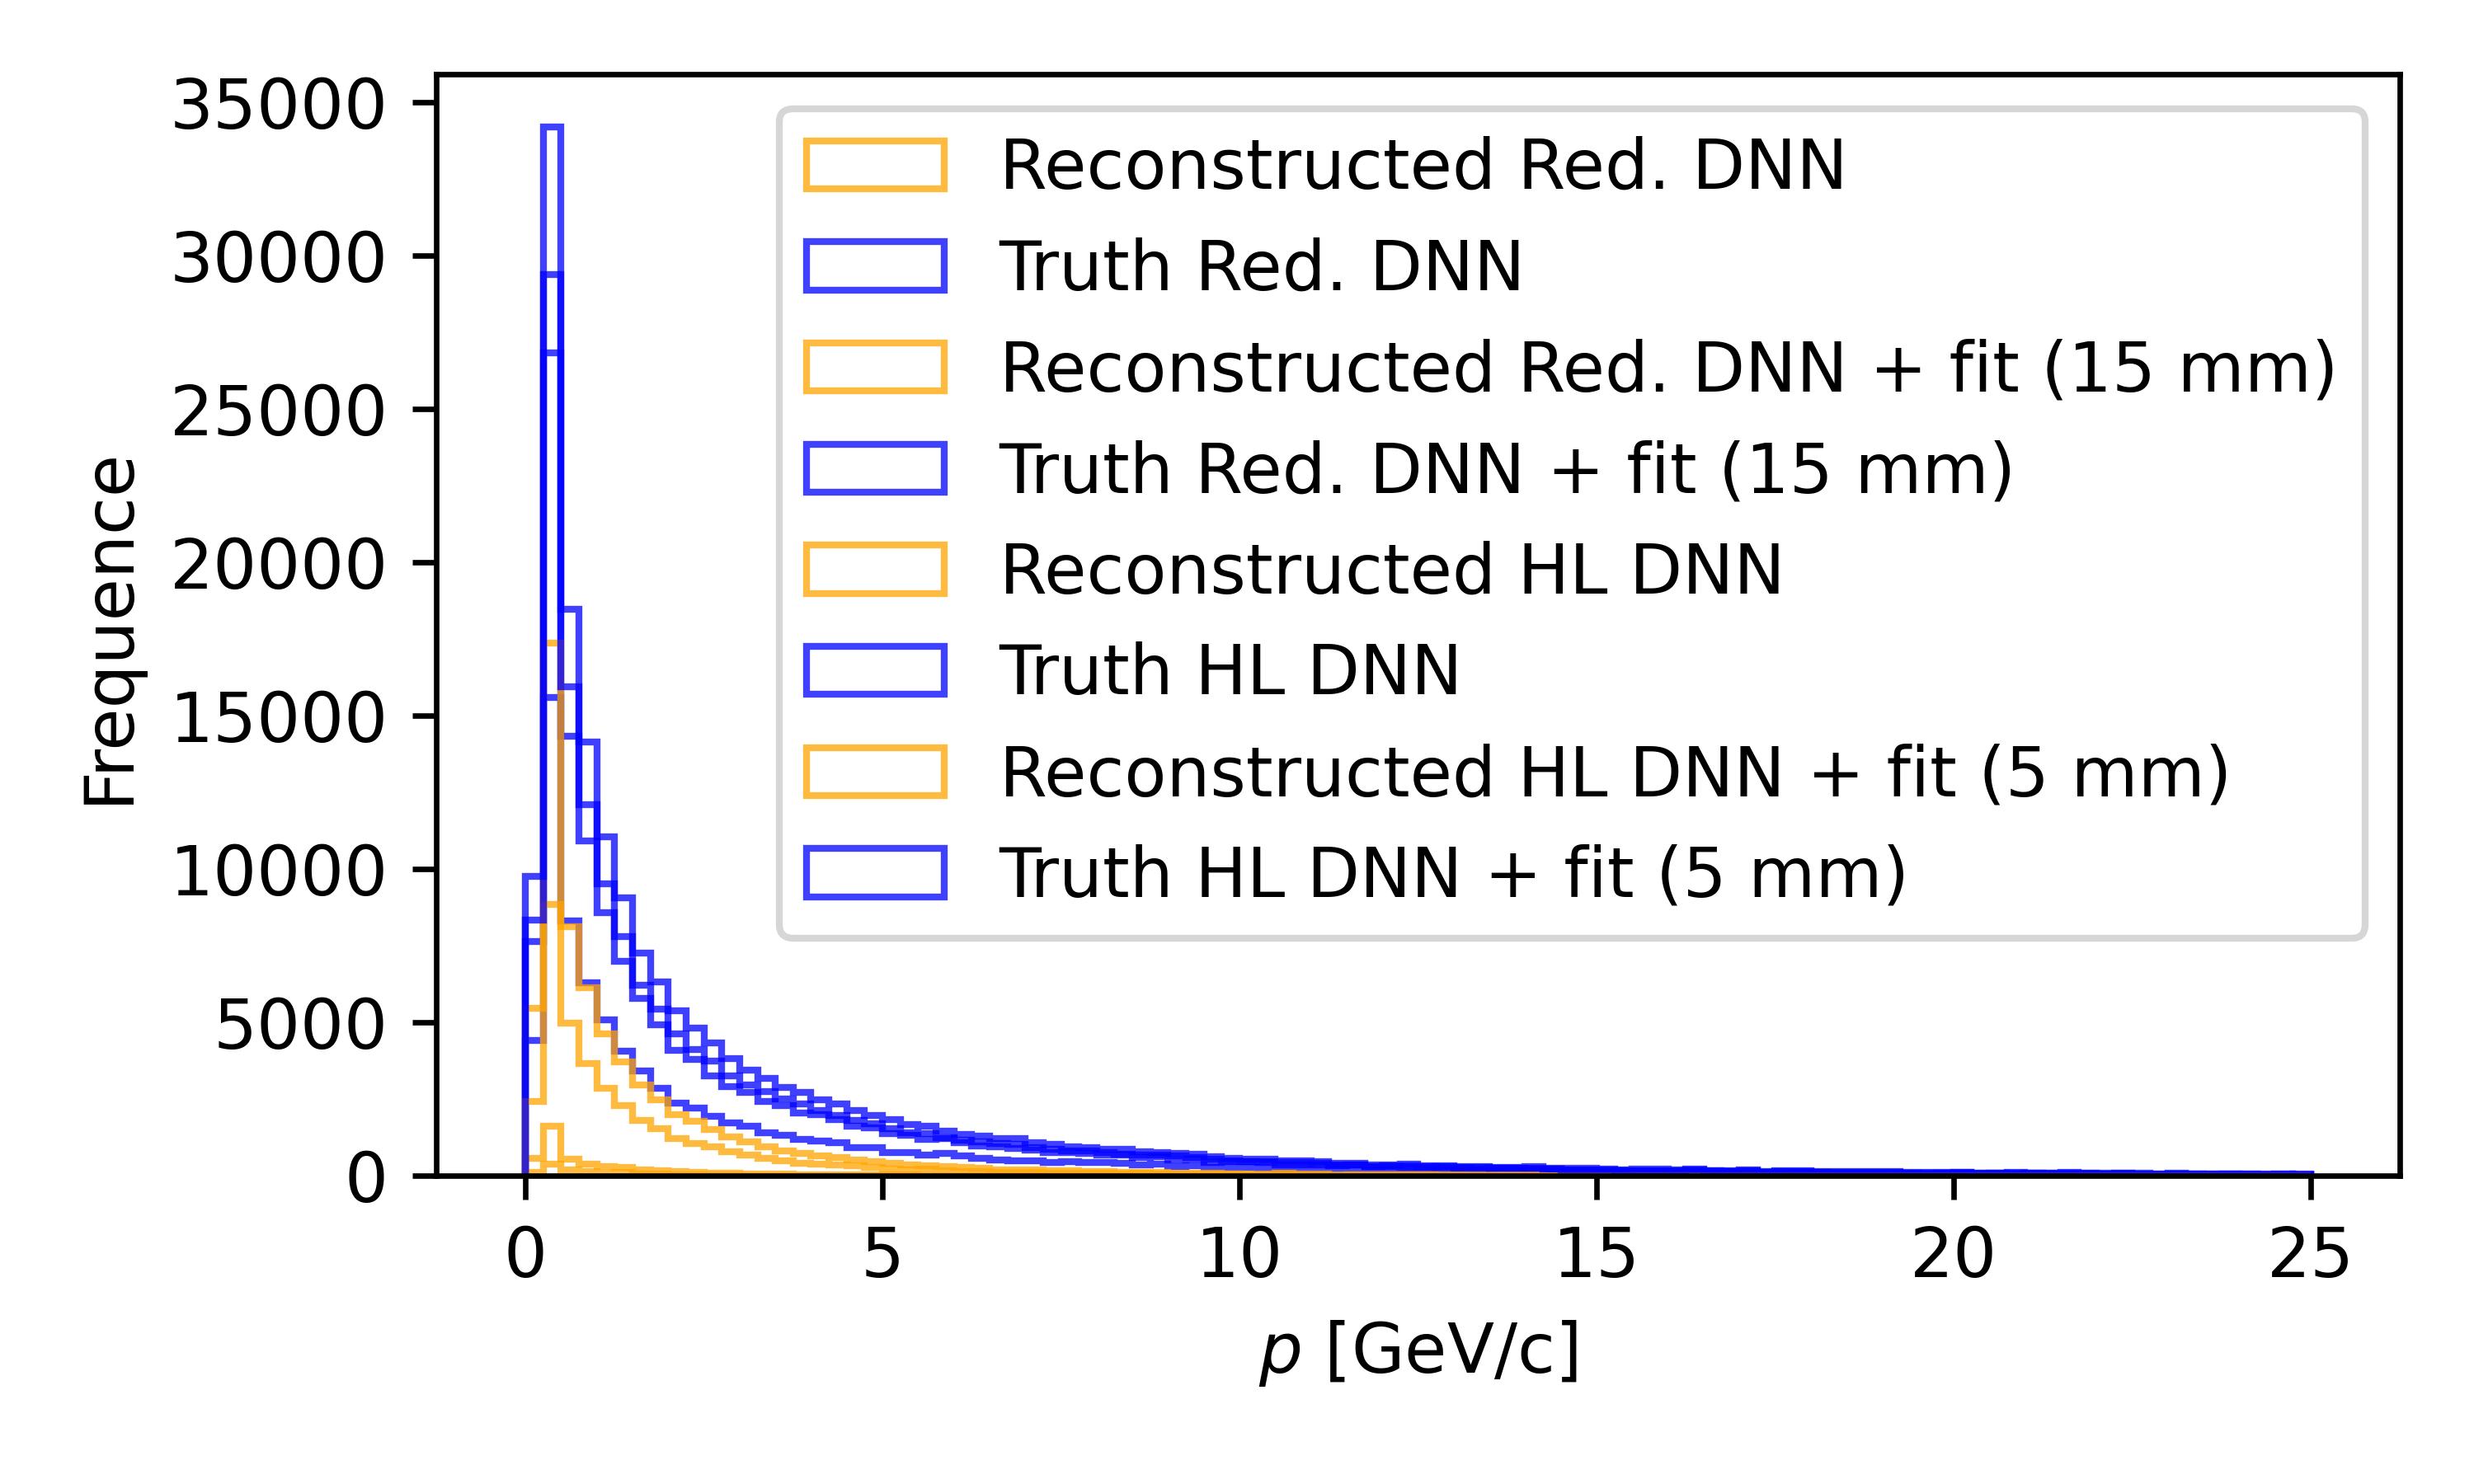 35000
30000
25000
20000
15000
10000
5000
0
Frequence
Reconstructed Red. DNN
Truth Red. DNN
Reconstructed Red. DNN + fit (15 mm)
Truth Red. DNN + fit (15 mm)
Reconstructed HL DNN
Truth HL DNN
Reconstructed HL DNN + fit (5 mm)
Truth HL DNN + fit (5 mm)
0 5 10 15 20 25
p [GeV/c]